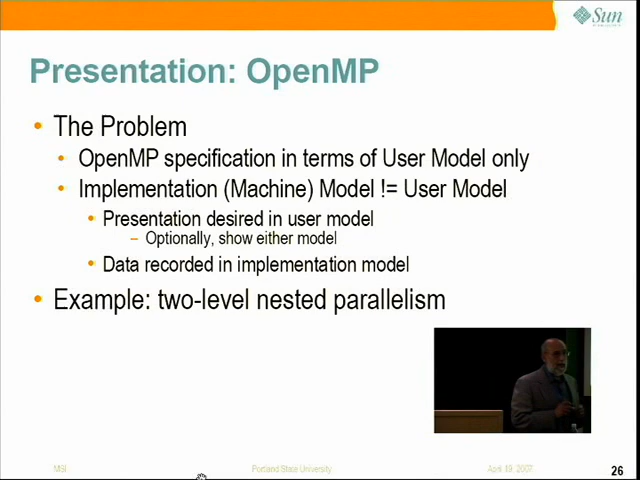 Sun
Presentation: OpenMP
• The Problem
• OpenMP specification in terms of User Model only
• Implementation (Machine) Model != User Model
• Presentation desired in user model
– Optionally, show either model
• Data recorded in implementation model
• Example: two-level nested parallelism
MSI
Portland State University
April 19, 2007
26